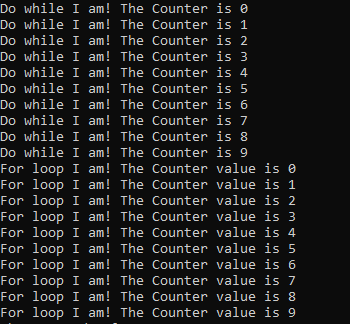 Do while I am! The Counter is 0
Do while I am! The Counter is 1
Do while I am! The Counter is 2
Do while I am! The Counter is 3
Do while I am! The Counter is 4
Do while I am! The Counter is 5
Do while I am! The Counter is 6
Do while I am! The Counter is 7
Do while I am! The Counter is 8
Do while I am! The Counter is 9
For loop I am! The Counter value is 0
For loop I am! The Counter value is 1
For loop I am! The Counter value is 2
For loop I am! The Counter value is 3
For loop I am! The Counter value is 4
For loop I am! The Counter value is 5
For loop I am! The Counter value is 6
For loop I am! The Counter value is 7
For loop I am! The Counter value is 8
For loop I am! The Counter value is 9